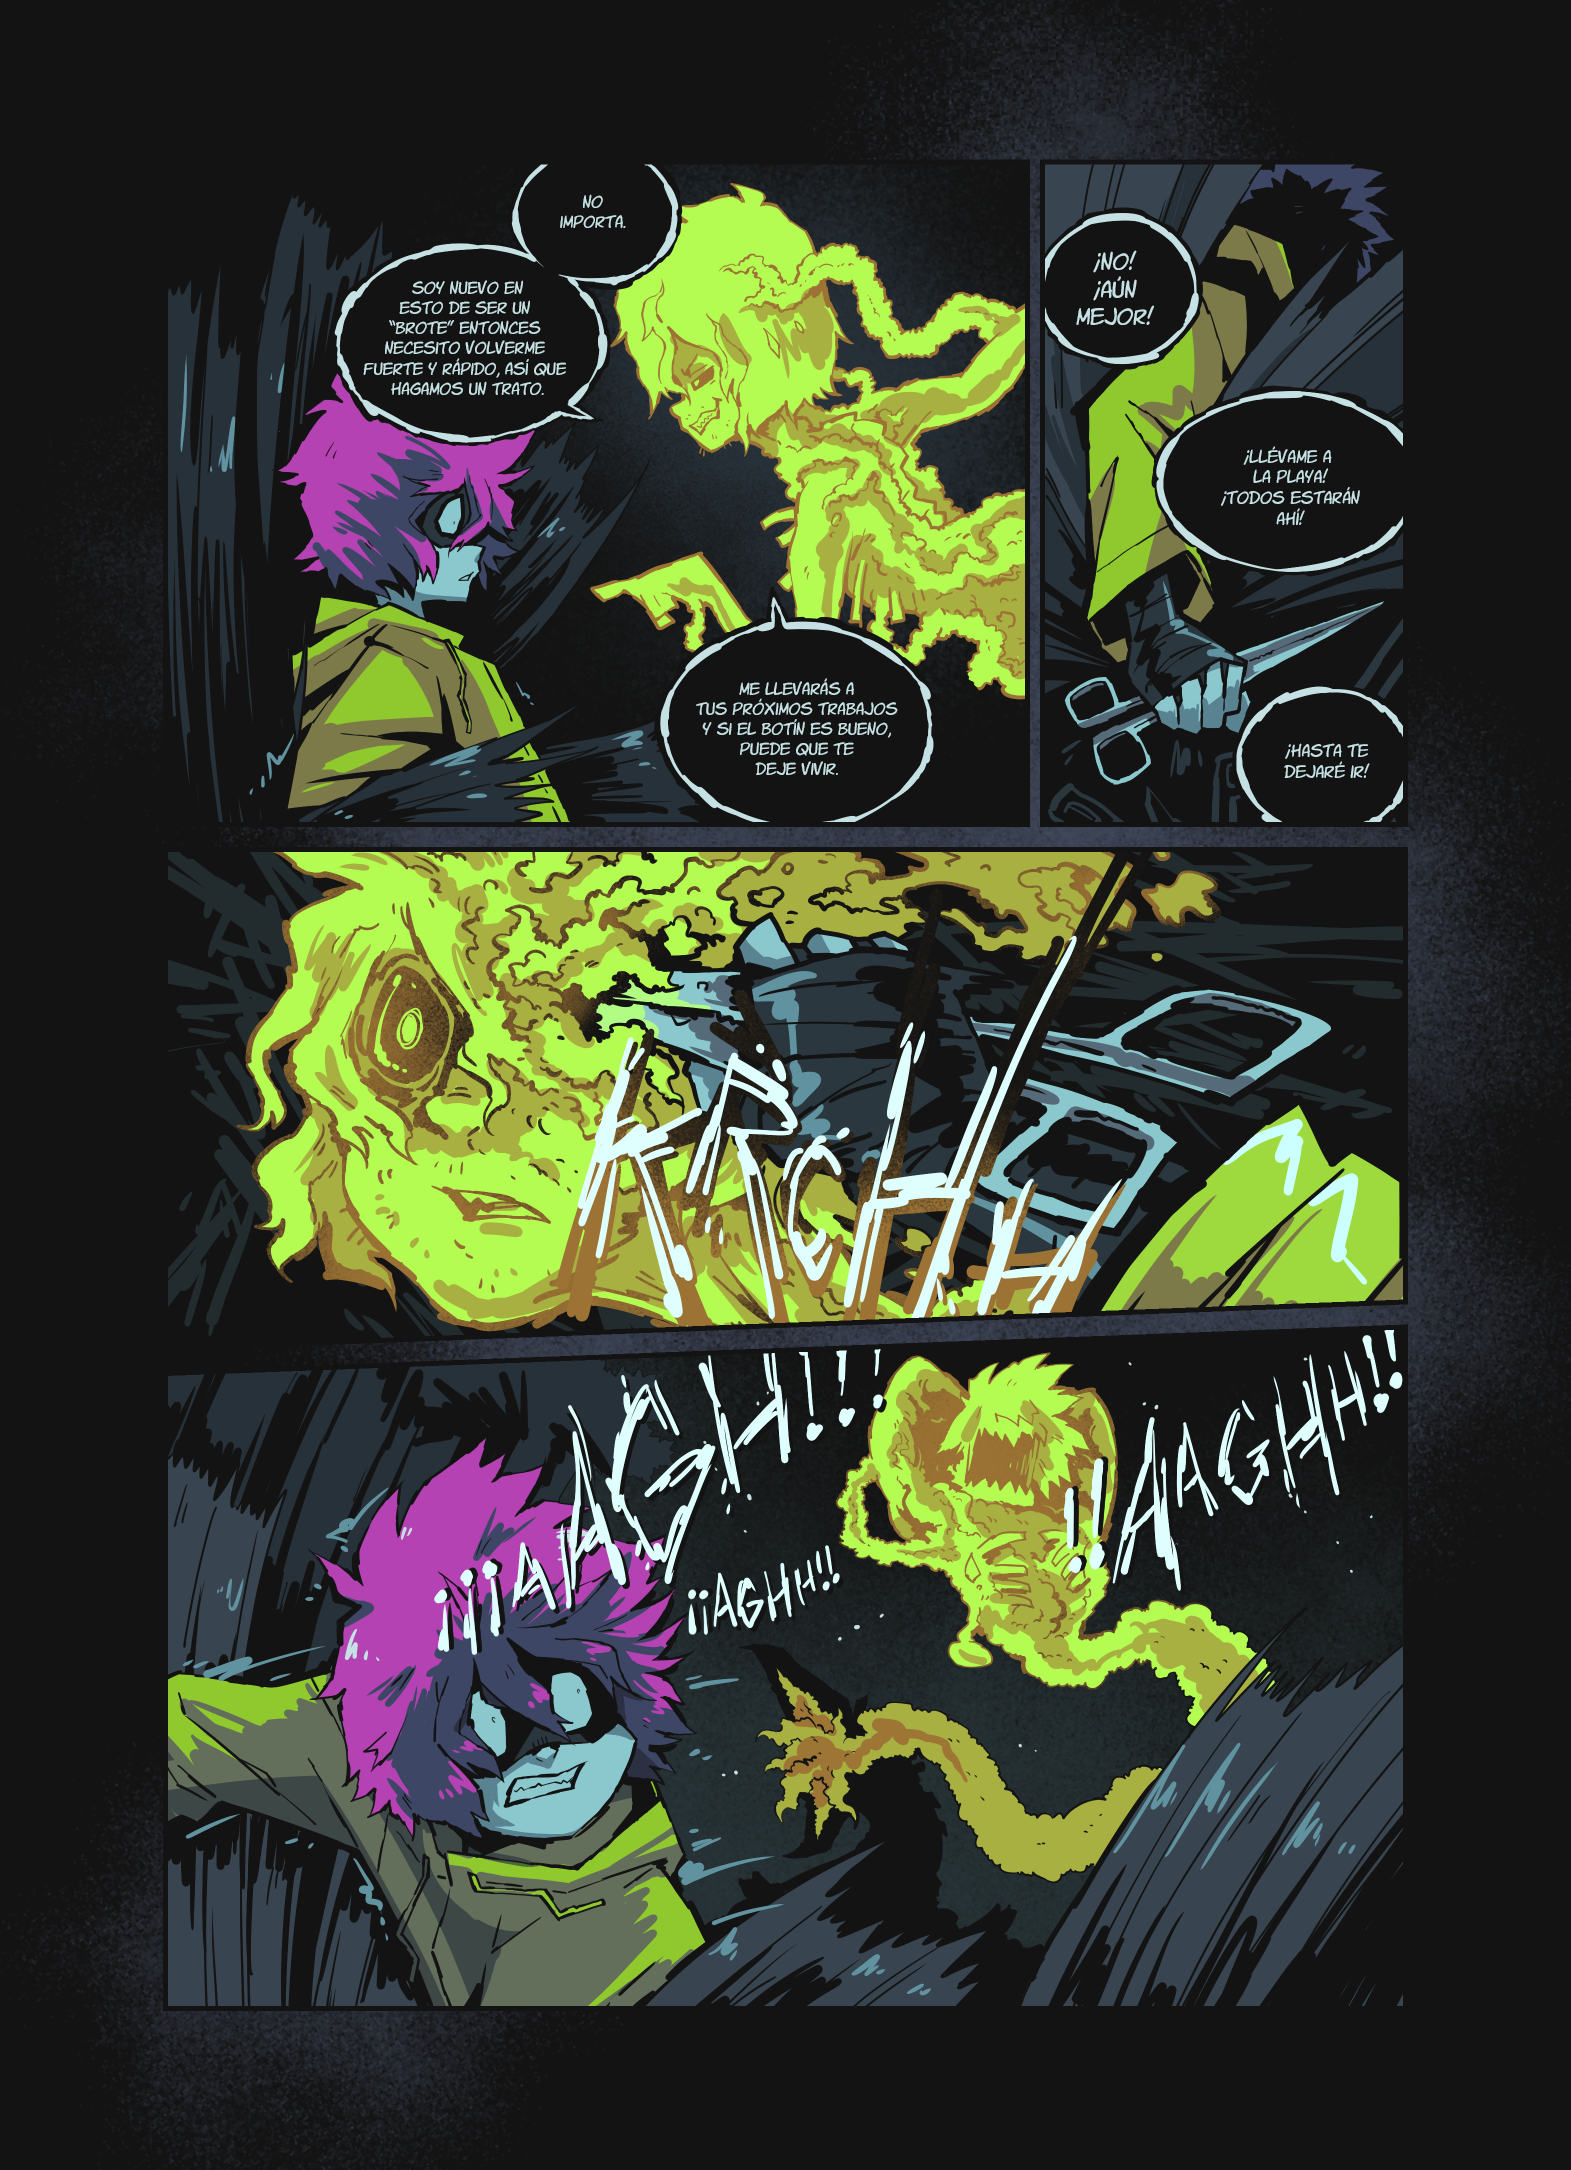 NO
IMPORTA.
SOY NUEVO EN
ESTO DE SER UN
"BROTE" ENTONCES
NECESITO VOLVERME
FUERTE Y RÁPIDO, ASÍ QUE
HAGAMOS UN TRATO.
ME LLEVARÁS A
TUS PRÓXIMOS TRABAJOS
Y SI EL BOTÍN ES BUENO,
PUEDE QUE TE
DEJE VIVIR.
¡NO!
¡AÚN
MEJOR!
¡LLÉVAME A
LA PLAYA!
¡TODOS ESTARÁN
AHÍ!
¡HASTA TE
DEJARÉ IR!
KRCHH
¡¡¡AAGH!!!
¡¡AGHH!!
¡¡AAGHH!!